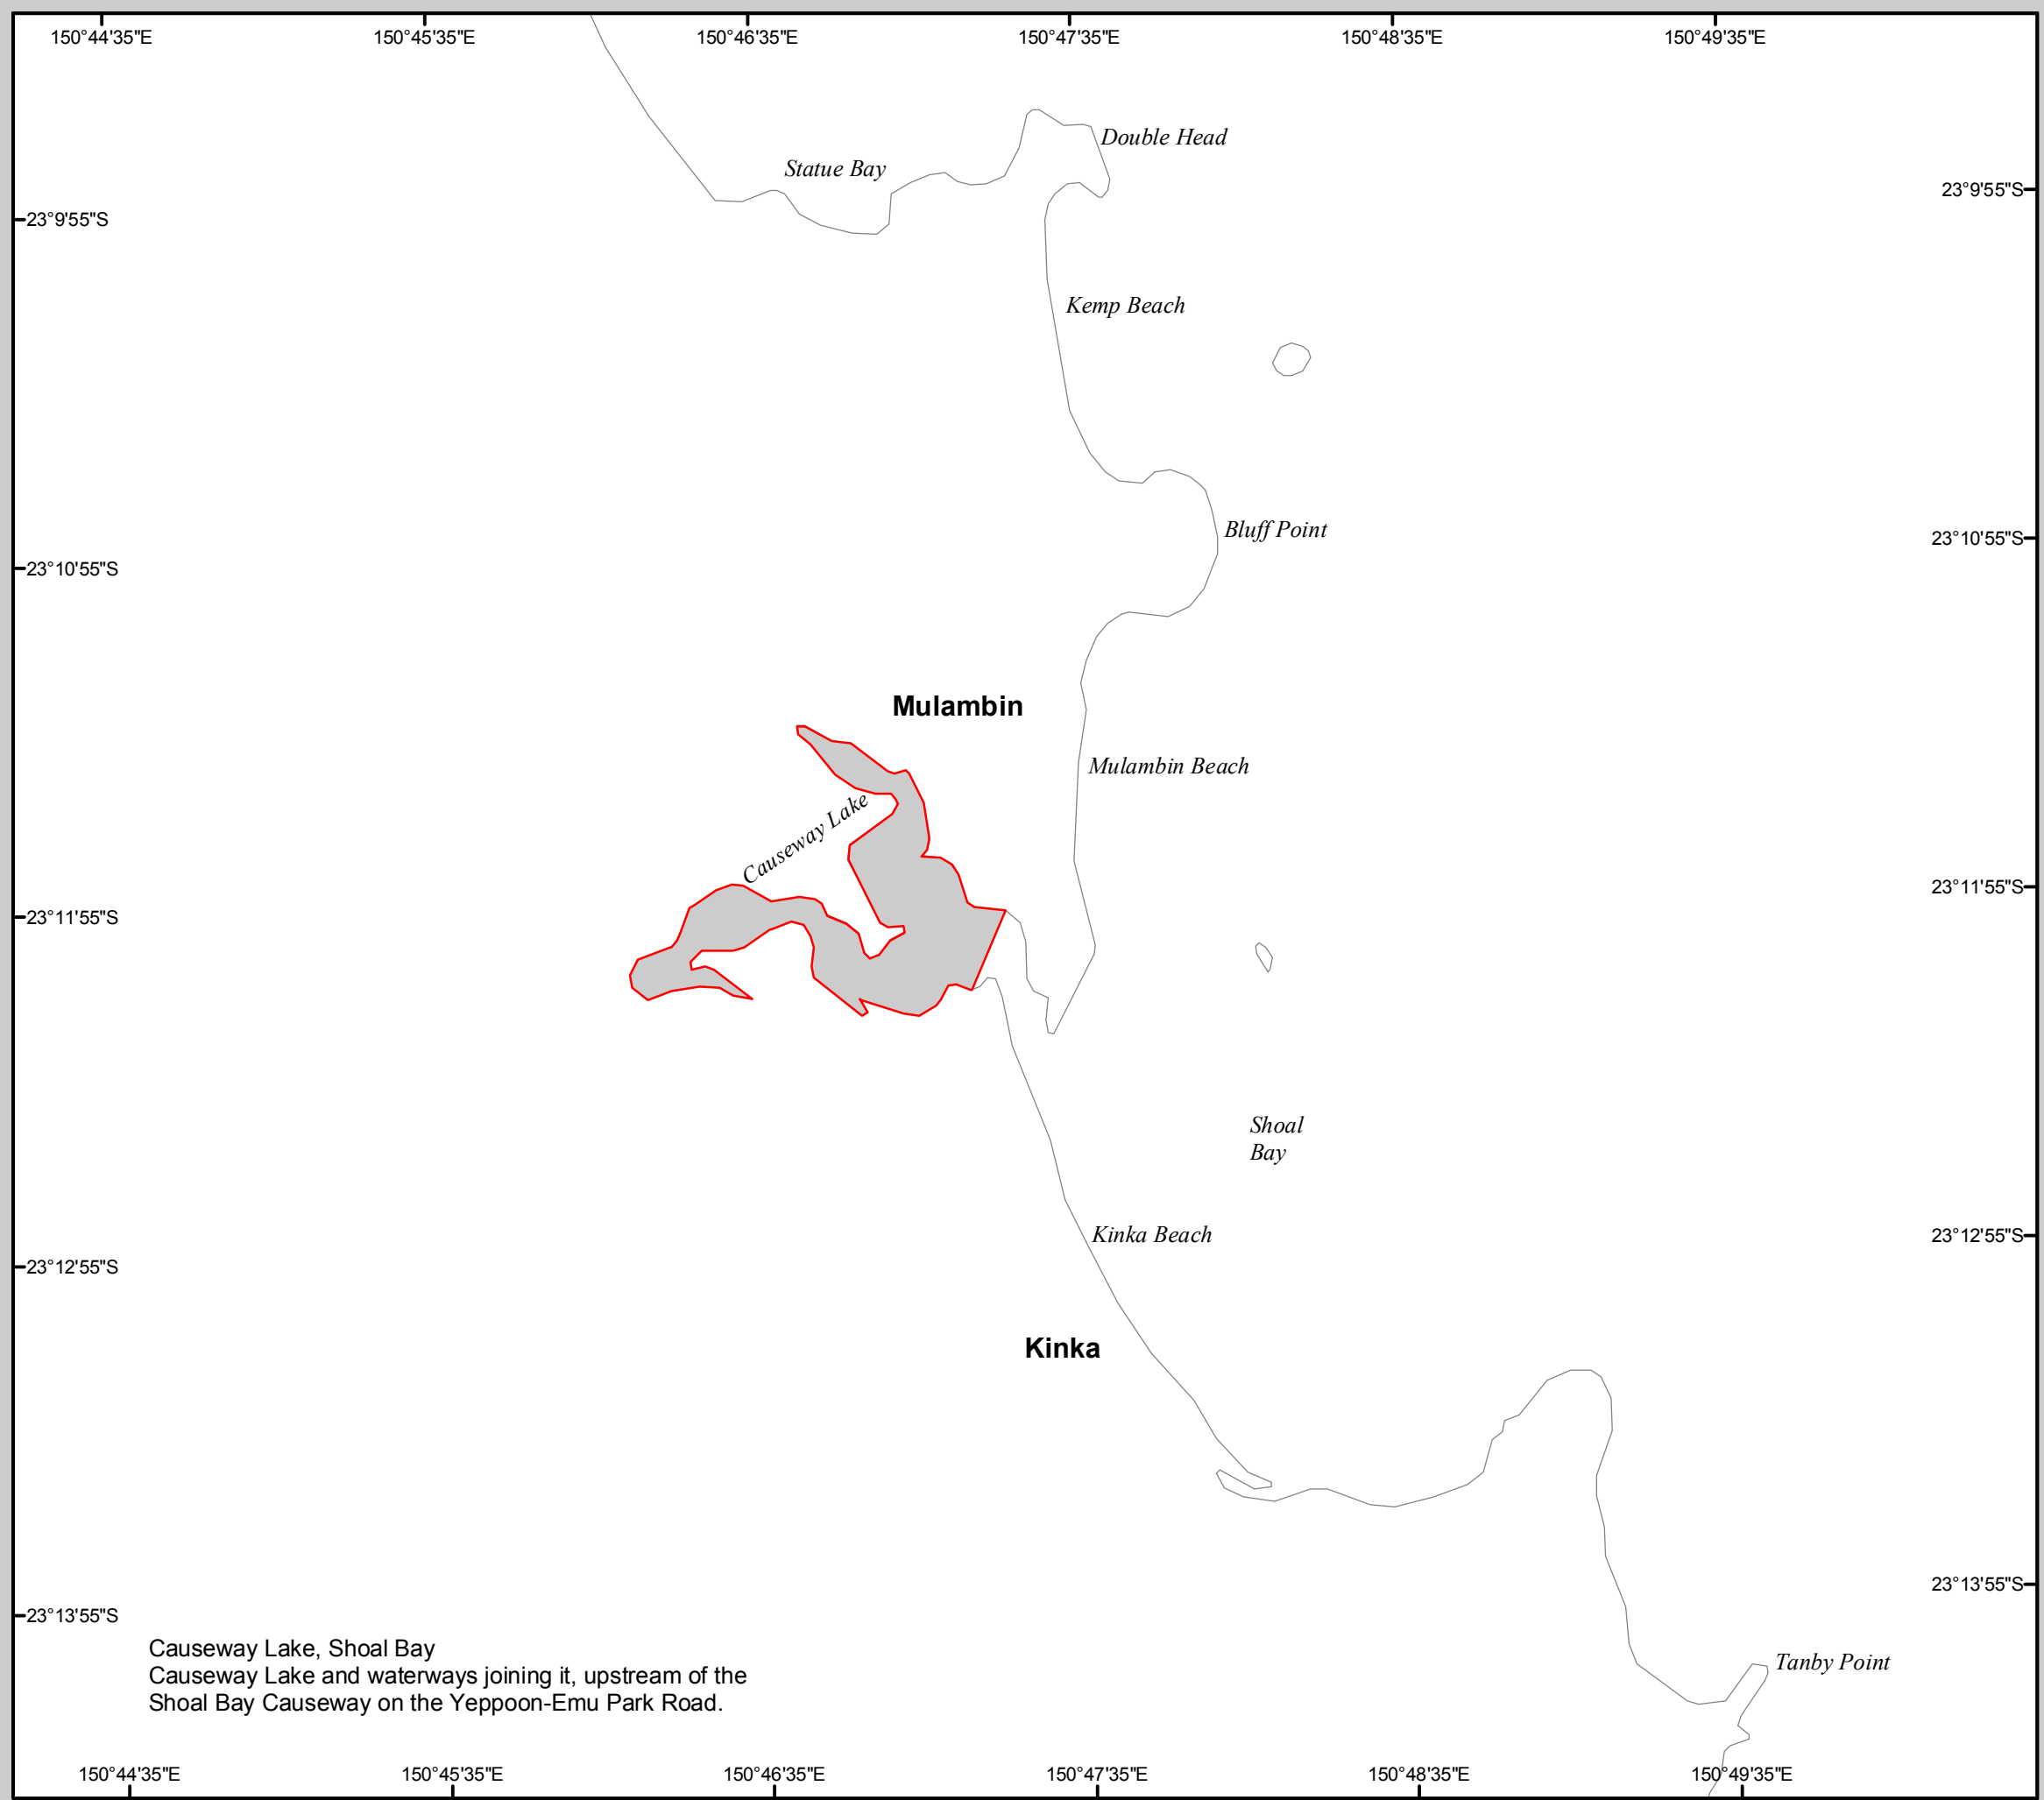 150°44'35"E
150°45'35"E
150°46'35"E
150°47'35"E
150°48'35"E
150°49'35"E
Double Head
Statue Bay
23°9'55"S
23°9'55"S
Kemp Beach
Bluff Point
23°10'55"S
23°10'55"S
Mulambin
Mulambin Beach
Causeway Lake
23°11'55"S
23°11'55"S
Shoal
Bay
Kinka Beach
23°12'55"S
23°12'55"S
Kinka
23°13'55"S
23°13'55"S
Causeway Lake, Shoal Bay
Causeway Lake and waterways joining it, upstream of the
Shoal Bay Causeway on the Yeppoon-Emu Park Road.
Tanby Point
150°44'35"E
150°45'35"E
150°46'35"E
150°47'35"E
150°48'35"E
150°49'35"E